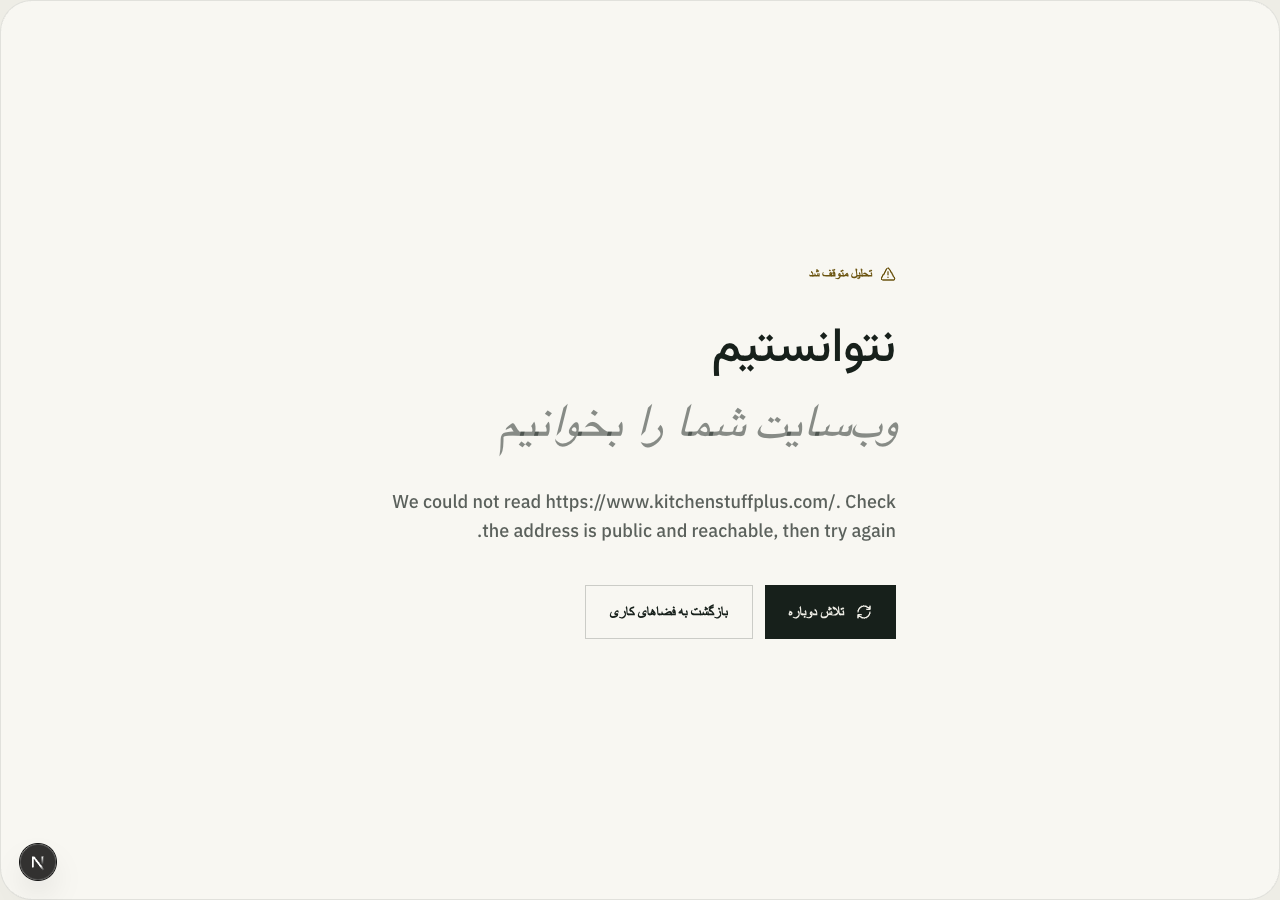 تحلیل متوقف شد
نتوانستیم
وب‌سایت شما را بخوانیم
We could not read https://www.kitchenstuffplus.com/. Check
the address is public and reachable, then try again.
تلاش دوباره
بازگشت به فضاهای کاری